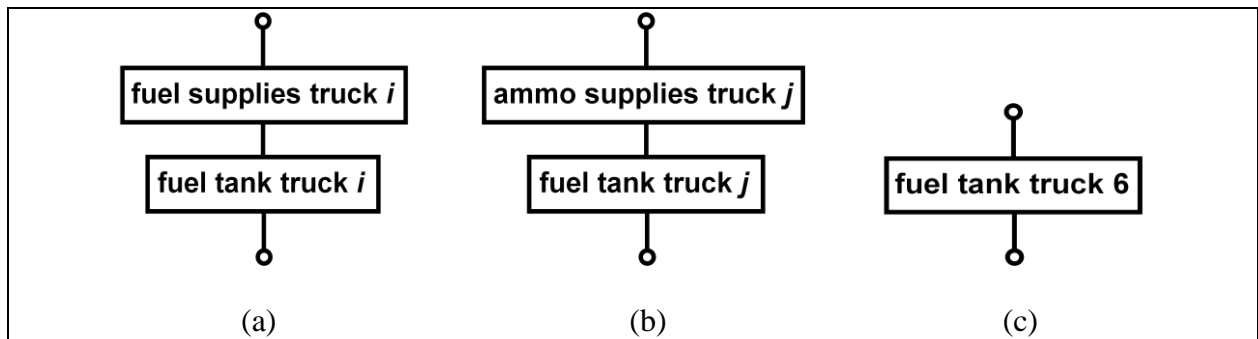 fuel supplies truck i
fuel tank truck i
(a)
ammo supplies truck j
fuel tank truck j
(b)
fuel tank truck 6
(c)